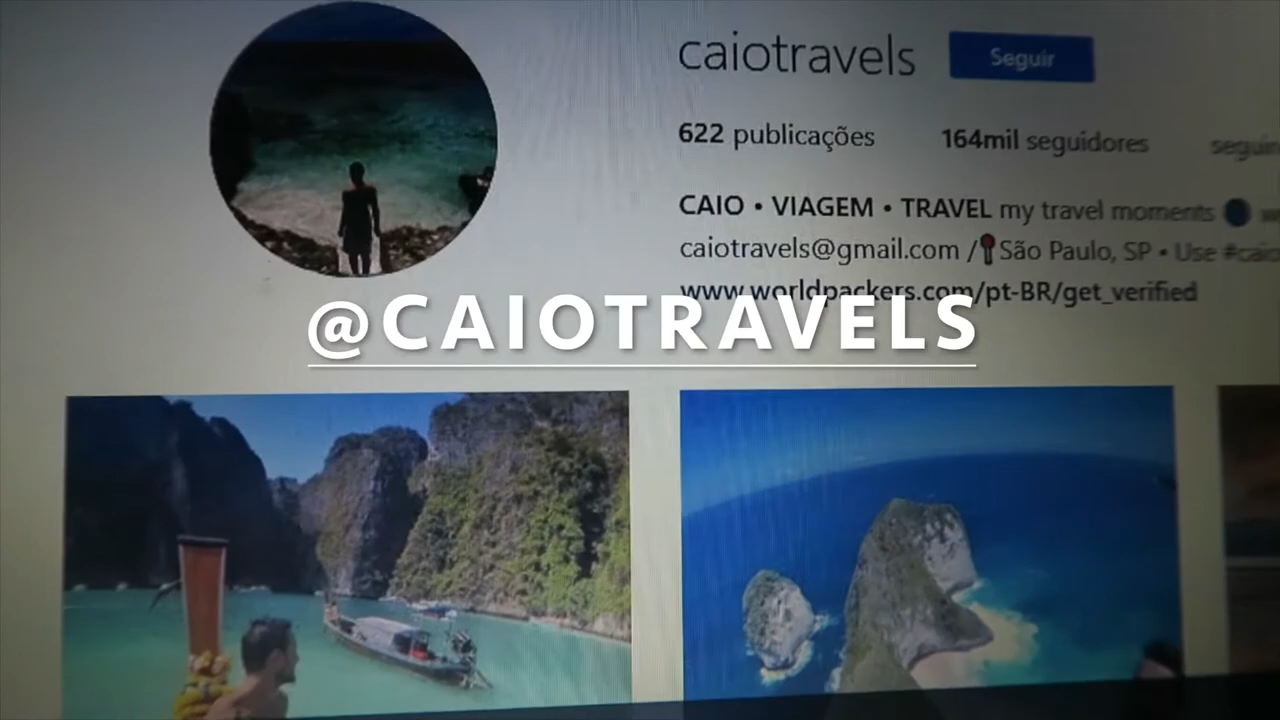 caiotravels Seguir
622 publicações 164mil seguidores
CAIO • VIAGEM • TRAVEL my travel moments
caiotravels@gmail.com / São Paulo, SP • Use
www.worldpackers.com/pt-BR/get_verified
@CAIOTRAVELS